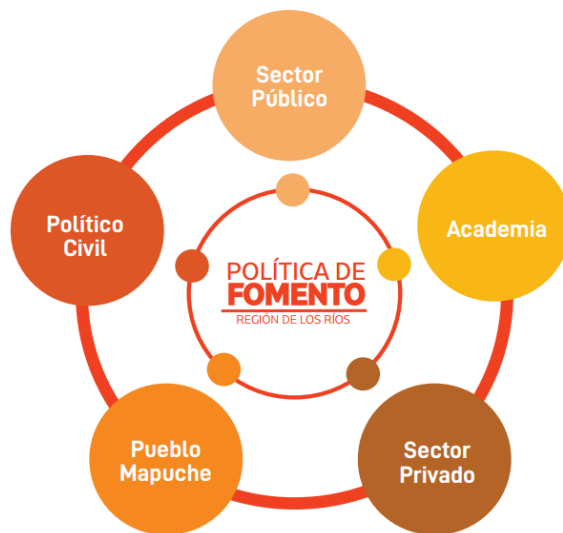 Sector
Público
Político
Civil
Academia
POLÍTICA DE
FOMENTO
REGIÓN DE LOS RÍOS
Pueblo
Mapuche
Sector
Privado